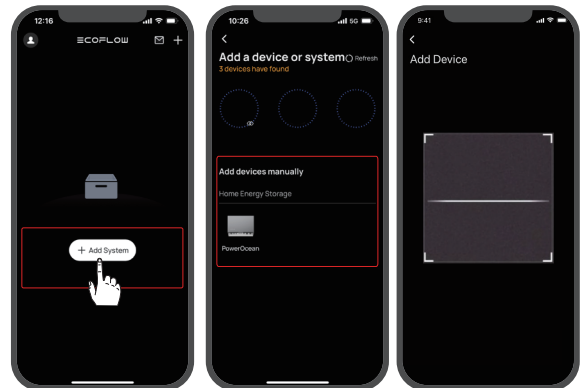 12:16
ECOFLOW
+ Add System
10:26
5G
Add a device or system
Refresh
3 devices have found
Add devices manually
Home Energy Storage
PowerOcean
9:41
Add Device